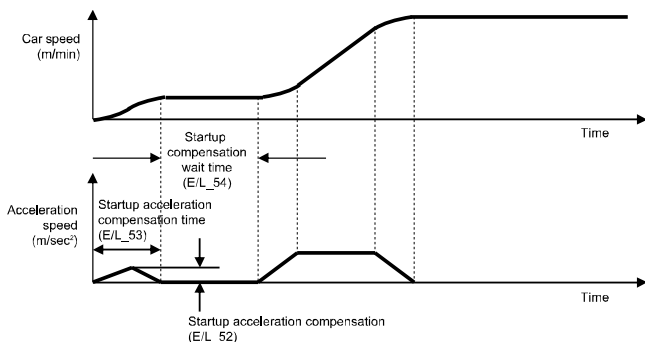 Car speed
(m/min)
Time
Startup
compensation
wait time
(E/L_54)
Acceleration
speed
(m/sec²)
Startup acceleration
compensation time
(E/L_53)
Time
Startup acceleration compensation
(E/L_52)